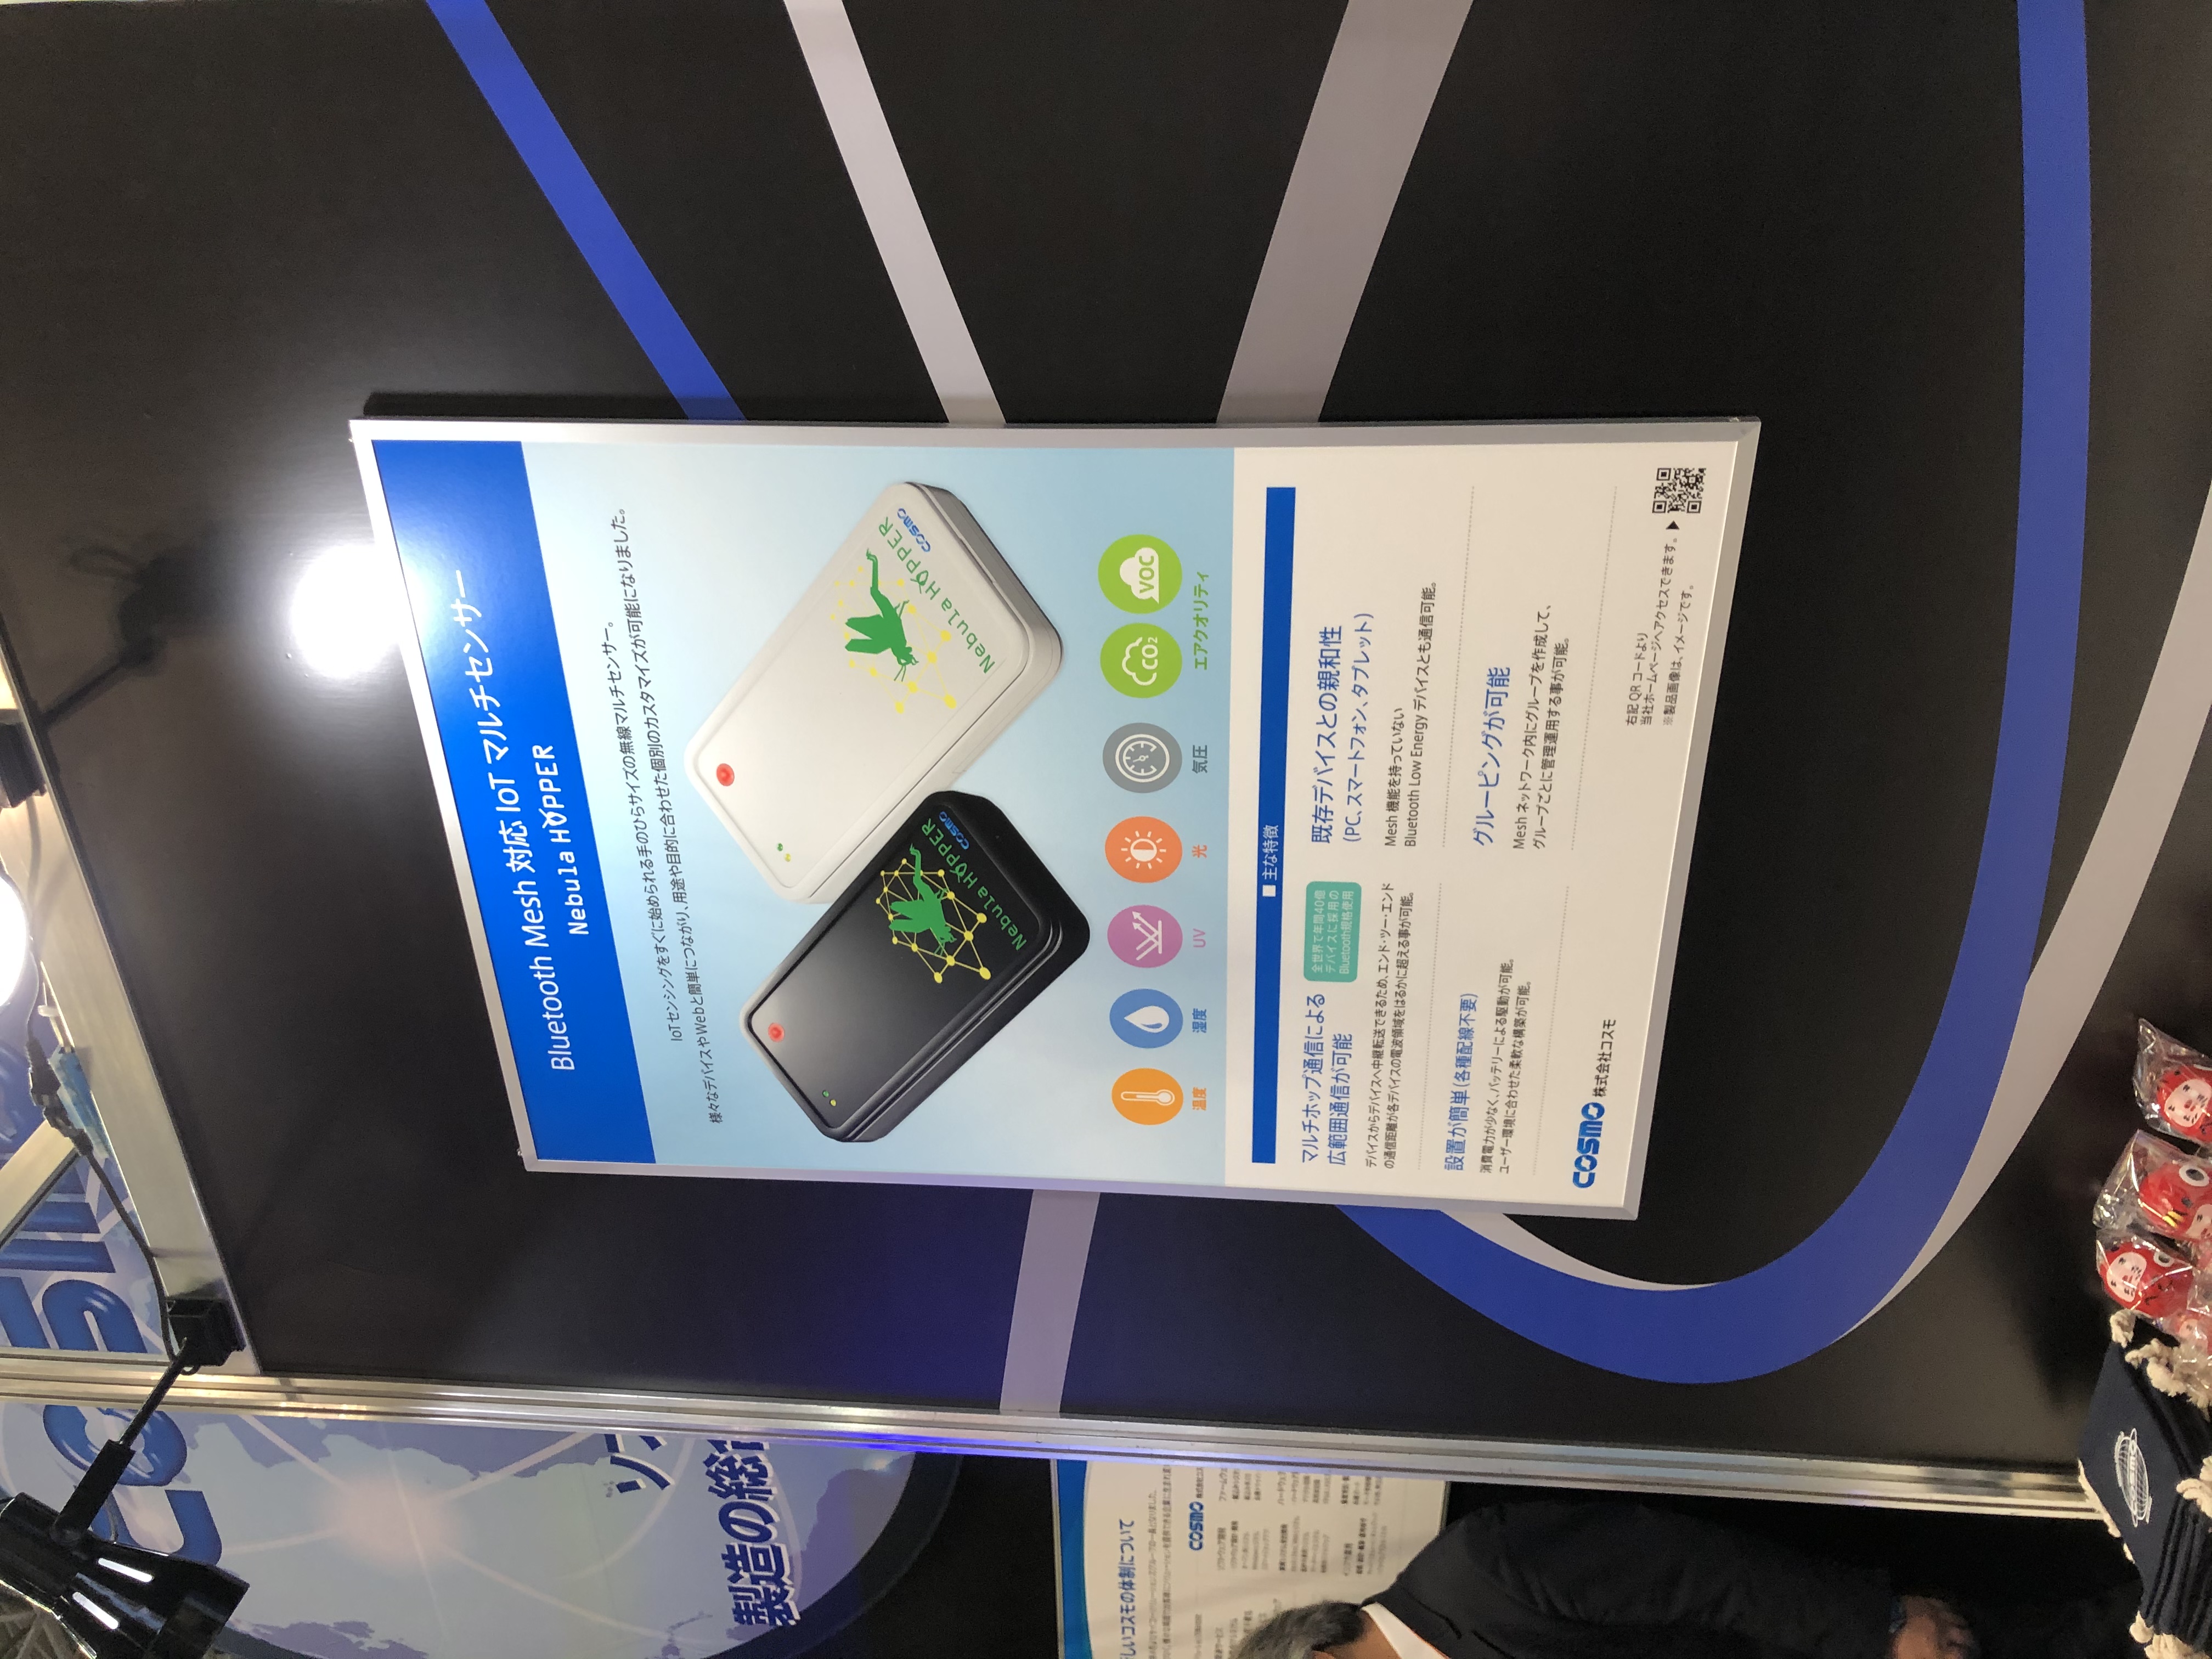 COSMO
製造の総合
Bluetooth Mesh 対応 IoT マルチセンサー
Nebula HOPPER
IoTセンシングをすぐに始められる手のひらサイズの無線マルチセンサー。
様々なデバイスやWebと簡単につながり、用途や目的に合わせた個別のカスタマイズが可能になりました。
Nebula HOPPER
COSMO
Nebula HOPPER
COSMO
CO₂
VOC
温度
湿度
UV
光
気圧
エアクオリティ
■ 主な特徴
マルチホップ通信による
広範囲通信が可能
全世界で年間40億
デバイスに採用の
Bluetooth規格使用
デバイスからデバイスへ中継転送できるため、エンド・ツー・エンド
の通信距離が各デバイスの電波領域をはるかに超える事が可能。
既存デバイスとの親和性
(PC、スマートフォン、タブレット)
Mesh 機能を持っていない
Bluetooth Low Energy デバイスとも通信可能。
設置が簡単(各種配線不要)
消費電力が少なく、バッテリーによる駆動が可能。
ユーザー環境に合わせた柔軟な構築が可能。
グルーピングが可能
Mesh ネットワーク内にグループを作成して、
グループごとに管理運用する事が可能。
COSMO 株式会社コスモ
右記 QR コードより
当社ホームページへアクセスできます。▶
※製品画像は、イメージです。
しいコスモの体制について
COSMO 株式会社コス
COSMO